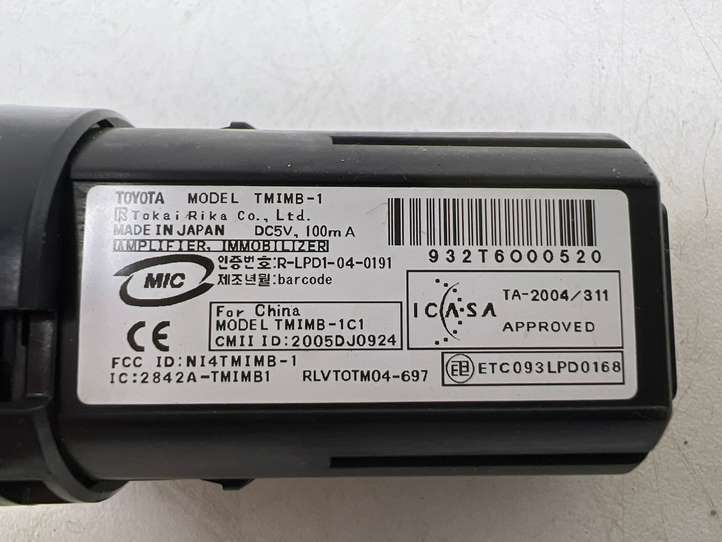 TOYOTA MODEL TMIMB-1
Tokai Rika Co., Ltd.
MADE IN JAPAN DC5V, 100mA
AMPLIFIER, IMMOBILIZER
932T6000520
MIC
인증번호:R-LPD1-04-0191
제조년월:barcode
For China
MODEL TMIMB-1C1
CMII ID:2005DJ0924
ICASA
TA-2004/311
APPROVED
CE
FCC ID:NI4TMIMB-1
IC:2842A-TMIMB1
RLVTOTM04-697
ETC093LPD0168